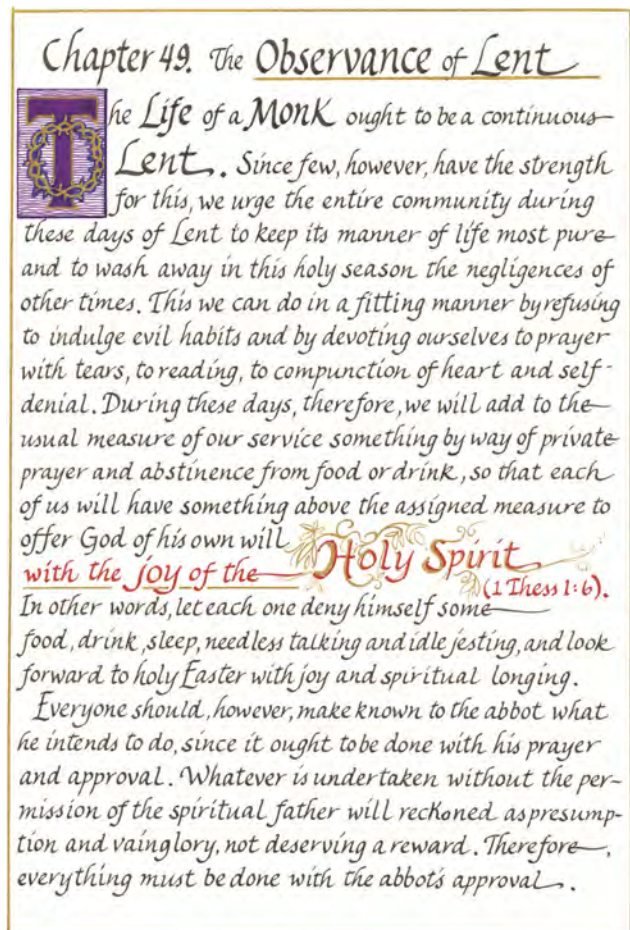 Chapter 49. The Observance of Lent
The Life of a Monk ought to be a continuous
Lent. Since few, however, have the strength
for this, we urge the entire community during
these days of Lent to keep its manner of life most pure
and to wash away in this holy season the negligences of
other times. This we can do in a fitting manner by refusing
to indulge evil habits and by devoting ourselves to prayer
with tears, to reading, to compunction of heart and self-
denial. During these days, therefore, we will add to the
usual measure of our service something by way of private
prayer and abstinence from food or drink, so that each
of us will have something above the assigned measure to
offer God of his own will
with the joy of the Holy Spirit
(1 Thess 1:6).
In other words, let each one deny himself some
food, drink, sleep, needless talking and idle jesting, and look
forward to holy Easter with joy and spiritual longing.
Everyone should, however, make known to the abbot what
he intends to do, since it ought to be done with his prayer
and approval. Whatever is undertaken without the per-
mission of the spiritual father will reckoned as presump-
tion and vainglory, not deserving a reward. Therefore,
everything must be done with the abbot's approval.